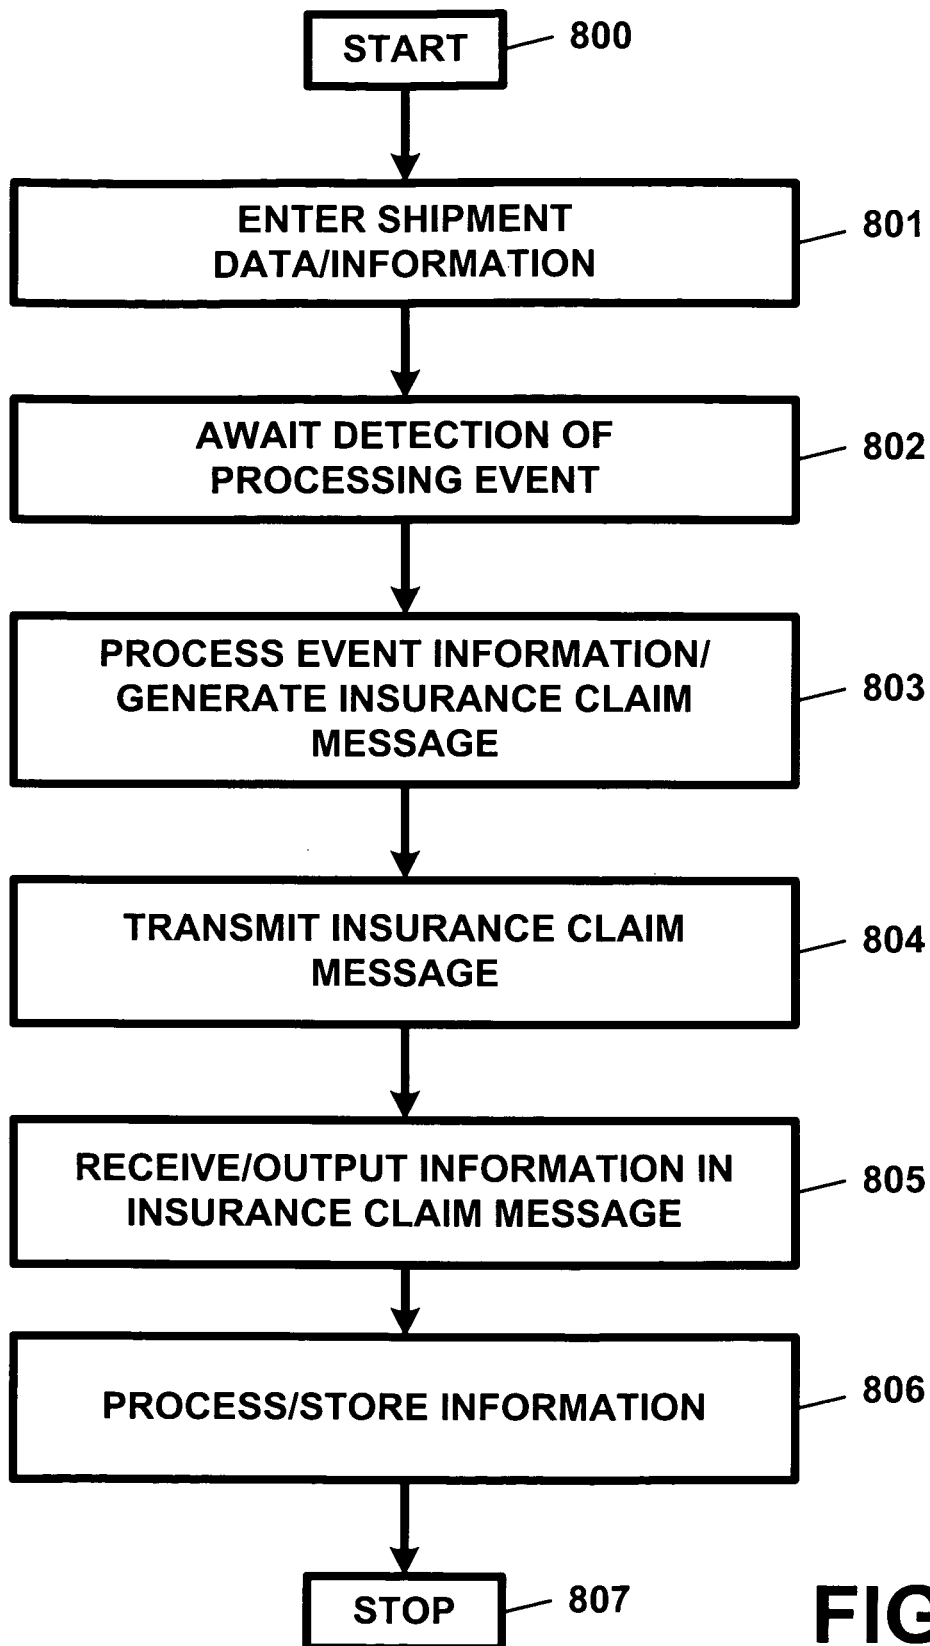 START
800
ENTER SHIPMENT
DATA/INFORMATION
801
AWAIT DETECTION OF
PROCESSING EVENT
802
PROCESS EVENT INFORMATION/
GENERATE INSURANCE CLAIM
MESSAGE
803
TRANSMIT INSURANCE CLAIM
MESSAGE
804
RECEIVE/OUTPUT INFORMATION IN
INSURANCE CLAIM MESSAGE
805
PROCESS/STORE INFORMATION
806
STOP
807
FIG